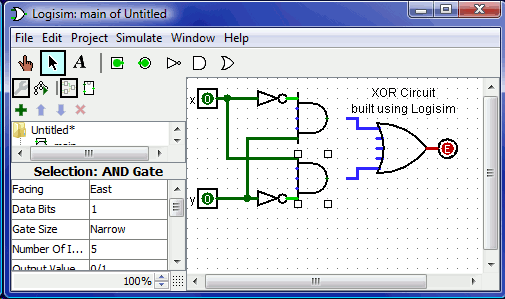 Logisim: main of Untitled
File Edit Project Simulate Window Help
A
Untitled*
main
Selection: AND Gate
Facing East
Data Bits 1
Gate Size Narrow
Number Of I... 5
Output Value 0/1
100%
x 0
XOR Circuit
built using Logisim
E
y 0